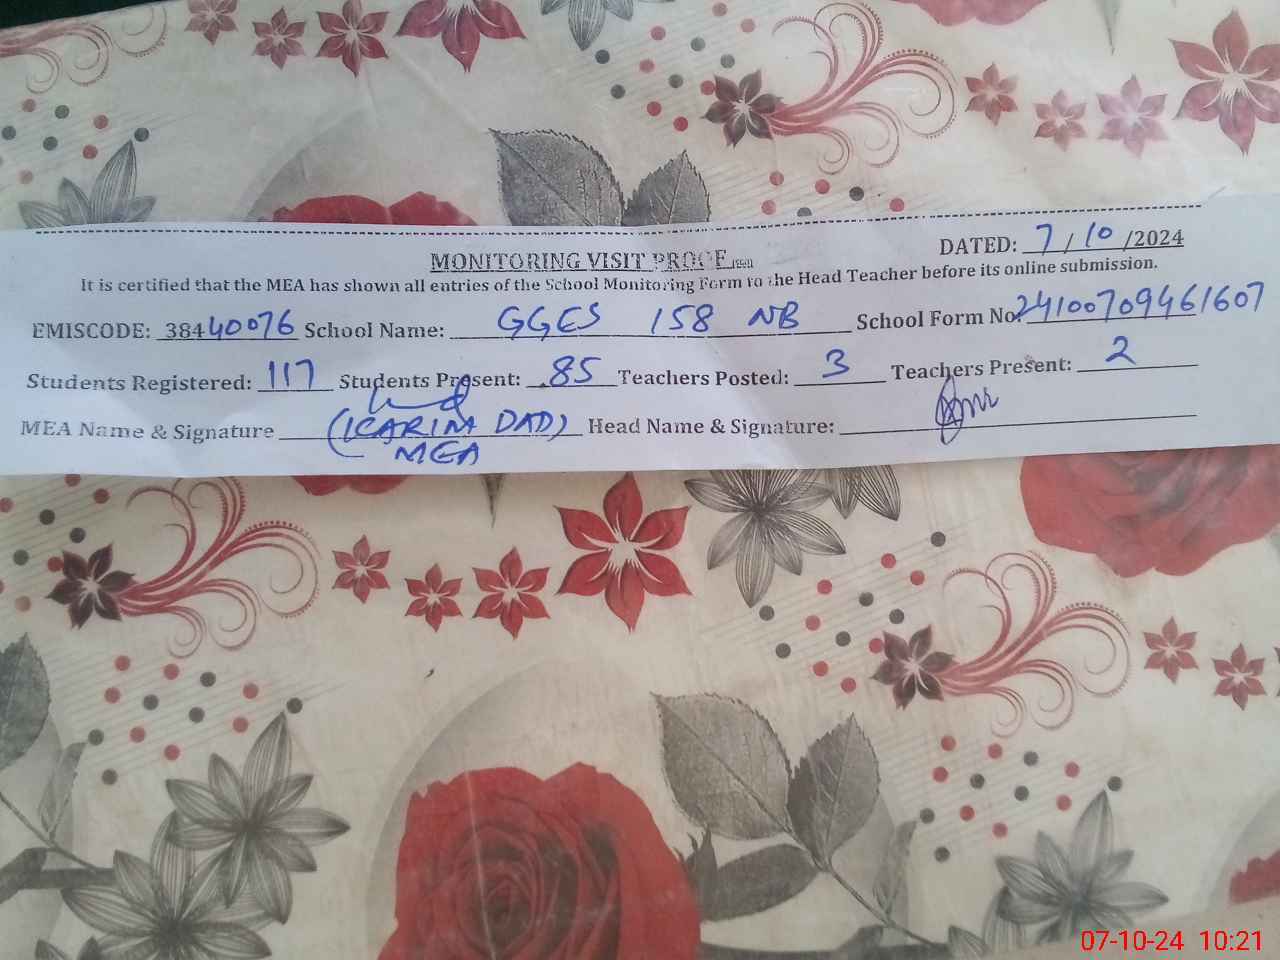 DATED: 7/10/2024
MONITORING VISIT PROOF
It is certified that the MEA has shown all entries of the School Monitoring Form to the Head Teacher before its online submission.
EMISCODE: 38440076 School Name: GGES 158 NB School Form No: 24100709461607
Students Registered: 117 Students Present: 85 Teachers Posted: 3 Teachers Present: 2
MEA Name & Signature (KARIM DAD) Head Name & Signature:
MEA
07-10-24 10:21